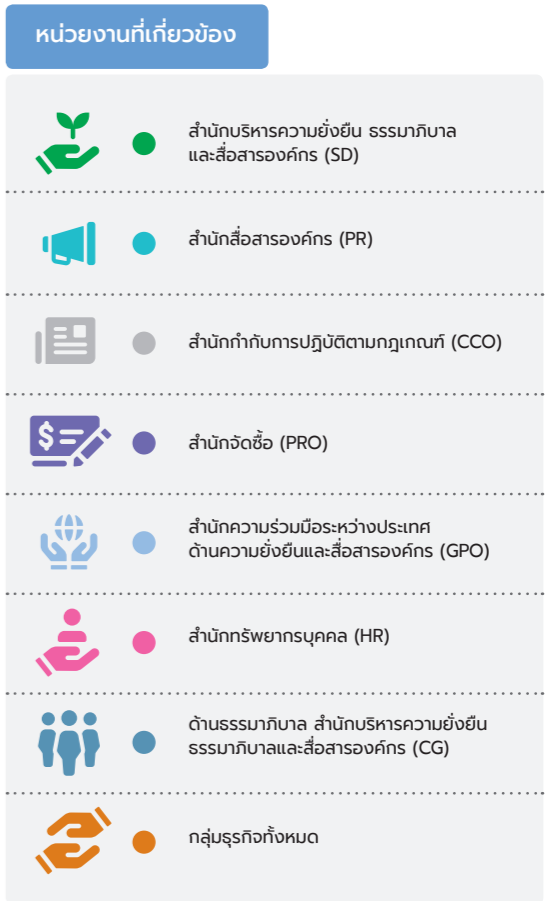 หน่วยงานที่เกี่ยวข้อง
สำนักบริหารความยั่งยืน ธรรมาภิบาล
และสื่อสารองค์กร (SD)
สำนักสื่อสารองค์กร (PR)
สำนักกำกับการปฏิบัติตามกฎเกณฑ์ (CCO)
$
สำนักจัดซื้อ (PRO)
สำนักความร่วมมือระหว่างประเทศ
ด้านความยั่งยืนและสื่อสารองค์กร (GPO)
สำนักทรัพยากรบุคคล (HR)
ด้านธรรมาภิบาล สำนักบริหารความยั่งยืน
ธรรมาภิบาลและสื่อสารองค์กร (CG)
กลุ่มธุรกิจทั้งหมด